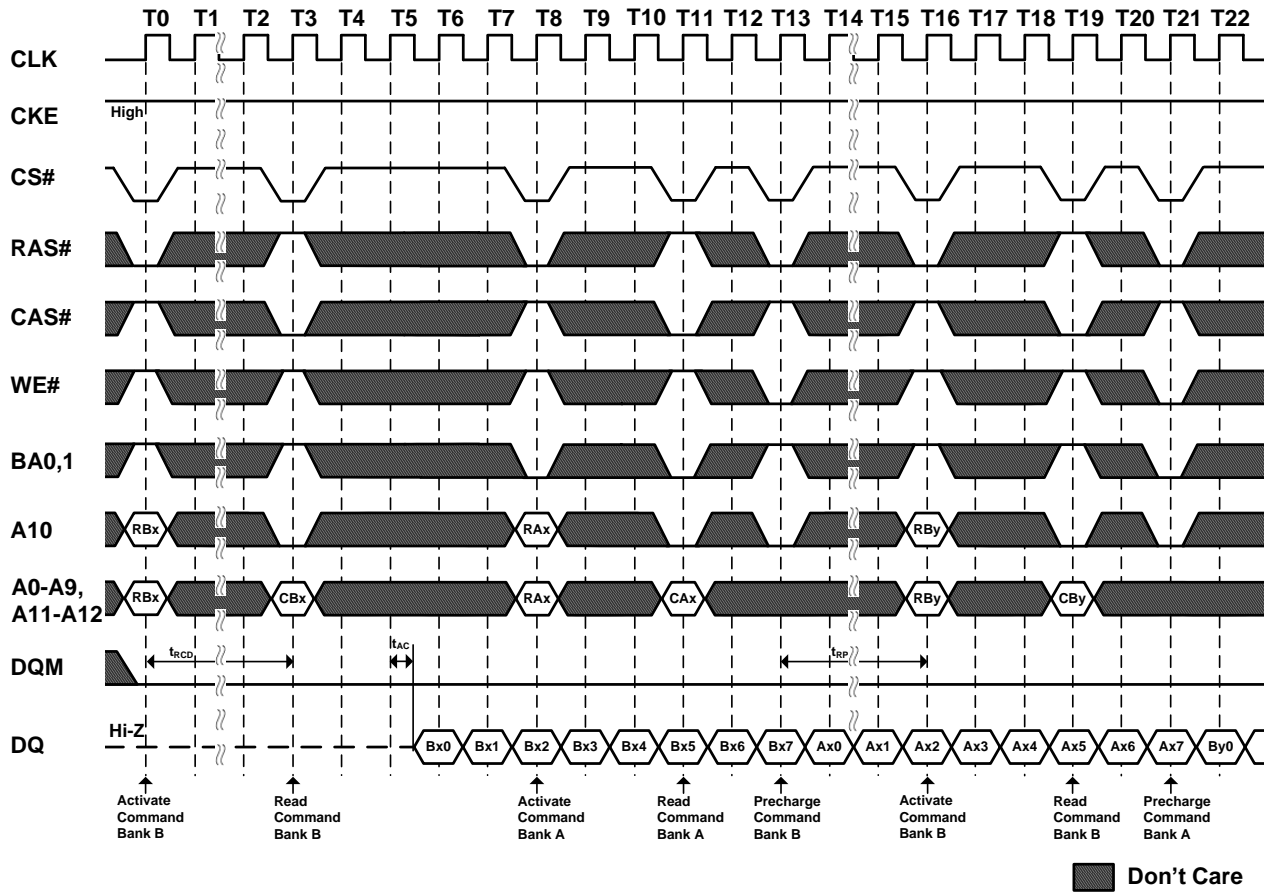 T0 T1 T2 T3 T4 T5 T6 T7 T8 T9 T10 T11 T12 T13 T14 T15 T16 T17 T18 T19 T20 T21 T22
CLK
CKE High
CS#
RAS#
CAS#
WE#
BA0,1
A10 RBx RAx RBy
A0-A9,
A11-A12 RBx CBx RAx CAx RBy CBy
DQM tRCD tAC tRP
Hi-Z
DQ Bx0 Bx1 Bx2 Bx3 Bx4 Bx5 Bx6 Bx7 Ax0 Ax1 Ax2 Ax3 Ax4 Ax5 Ax6 Ax7 By0
Activate Command Bank B
Read Command Bank B
Activate Command Bank A
Read Command Bank A
Precharge Command Bank B
Activate Command Bank B
Read Command Bank B
Precharge Command Bank A
Don't Care